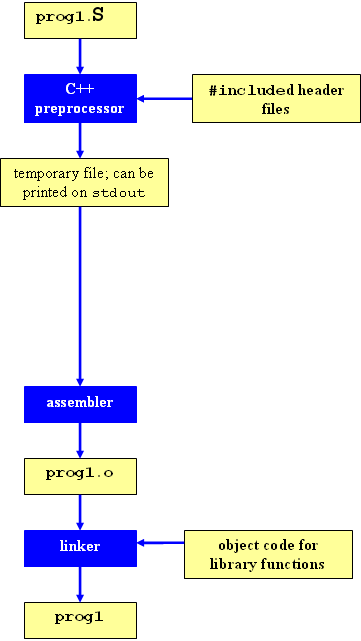 prog1.S
C++
preprocessor
#included header
files
temporary file; can be
printed on stdout
assembler
prog1.o
linker
object code for
library functions
prog1